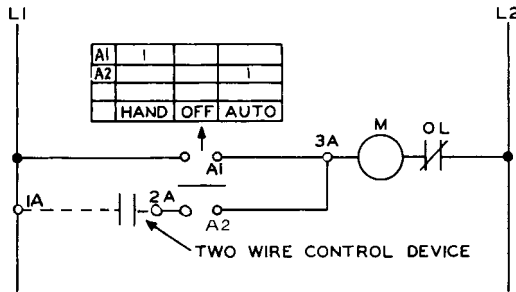 L1
L2
A1 1
A2 1
HAND OFF AUTO
3A
M
OL
A1
1A
2A
A2
TWO WIRE CONTROL DEVICE